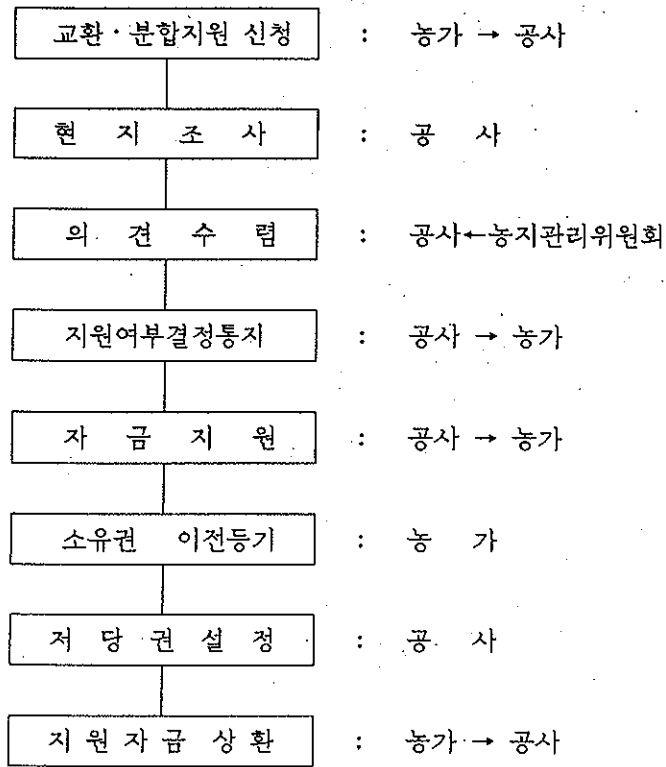 교환·분합지원 신청 : 농가 → 공사
현 지 조 사 : 공 사
의 견 수 렴 : 공사←농지관리위원회
지원여부결정통지 : 공사 → 농가
자 금 지 원 : 공사 → 농가
소유권 이전등기 : 농 가
저 당 권 설 정 : 공 사
지 원 자 금 상 환 : 농가 → 공사